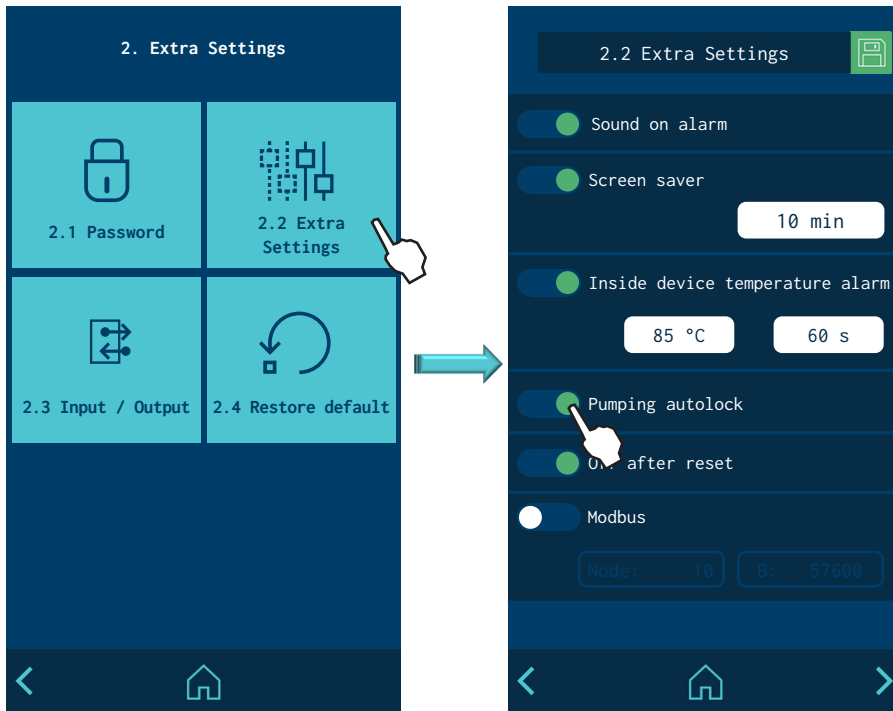 2. Extra Settings
2.1 Password
2.2 Extra
Settings
2.3 Input / Output
2.4 Restore default
2.2 Extra Settings
Sound on alarm
Screen saver
10 min
Inside device temperature alarm
85 °C
60 s
Pumping autolock
after reset
Modbus
Node: 10
B: 57600